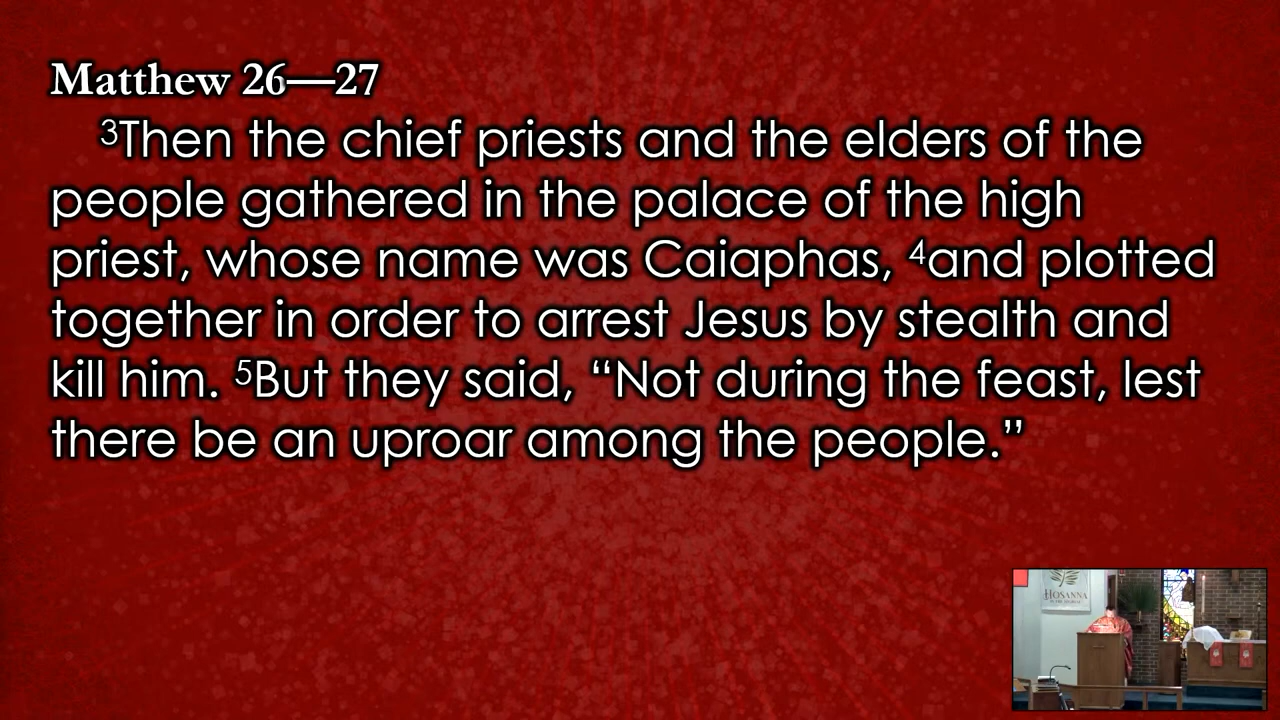 Matthew 26—27
³Then the chief priests and the elders of the
people gathered in the palace of the high
priest, whose name was Caiaphas, ⁴and plotted
together in order to arrest Jesus by stealth and
kill him. ⁵But they said, “Not during the feast, lest
there be an uproar among the people.”
HOSANNA